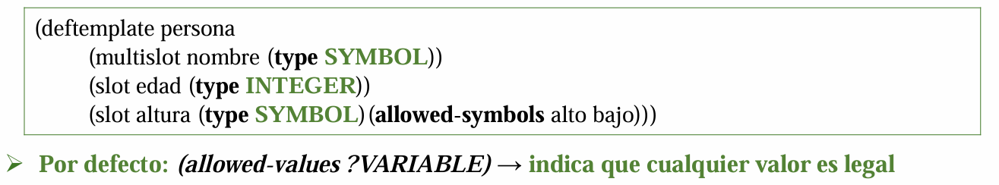 (deftemplate persona
(multislot nombre (type SYMBOL))
(slot edad (type INTEGER))
(slot altura (type SYMBOL) (allowed-symbols alto bajo)))
➢ Por defecto: (allowed-values ?VARIABLE) → indica que cualquier valor es legal